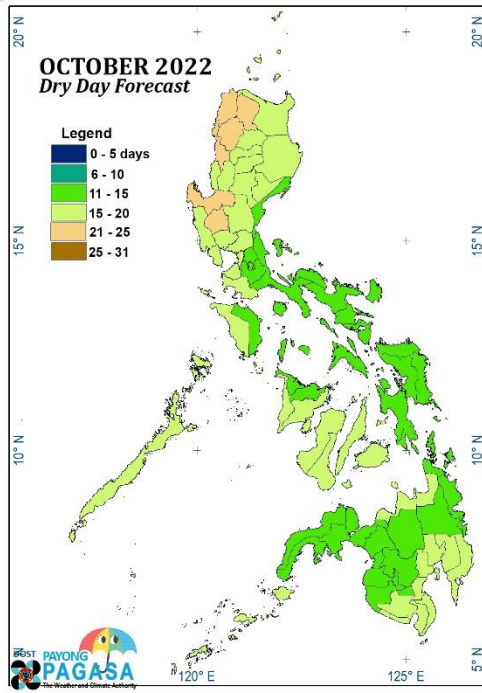 20° N
20° N
OCTOBER 2022
Dry Day Forecast
Legend
0 - 5 days
6 - 10
11 - 15
15 - 20
21 - 25
25 - 31
15° N
15° N
10° N
10° N
5° N
5° N
DOST
PAYONG
PAGASA
The Weather and Climate Authority
120° E
125° E